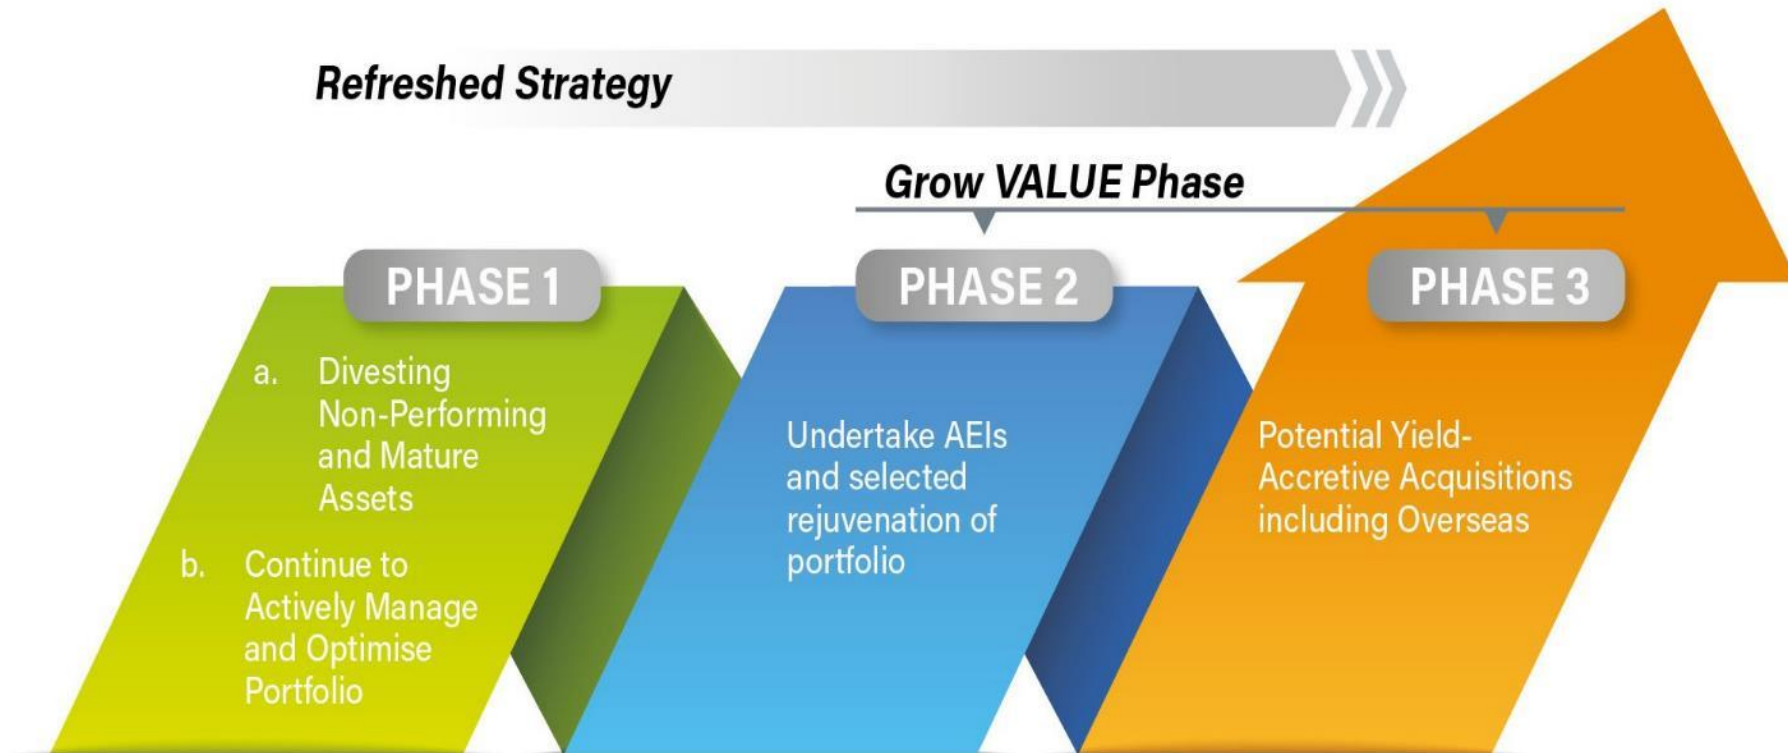 Refreshed Strategy
Grow VALUE Phase
PHASE 1
a. Divesting
Non-Performing
and Mature
Assets
b. Continue to
Actively Manage
and Optimise
Portfolio
PHASE 2
Undertake AEIs
and selected
rejuvenation of
portfolio
PHASE 3
Potential Yield-
Accretive Acquisitions
including Overseas